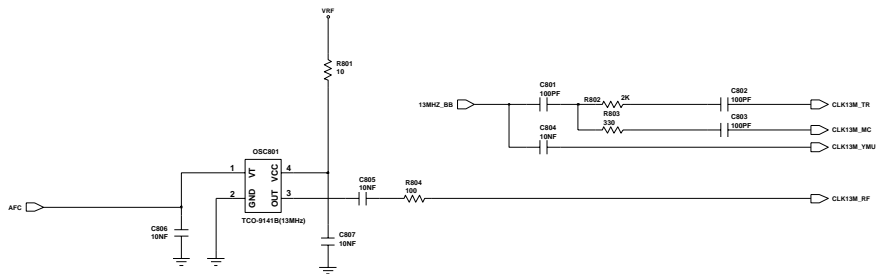 VRF
R801
10
C801
100PF
C802
100PF
13MHZ_BB
R802
2K
CLK13M_TR
R803
330
C803
100PF
CLK13M_MC
C804
10NF
CLK13M_YMU
OSC801
1
VT
VCC
4
2
GND
OUT
3
TCO-9141B(13MHz)
C805
10NF
R804
100
CLK13M_RF
AFC
C806
10NF
C807
10NF